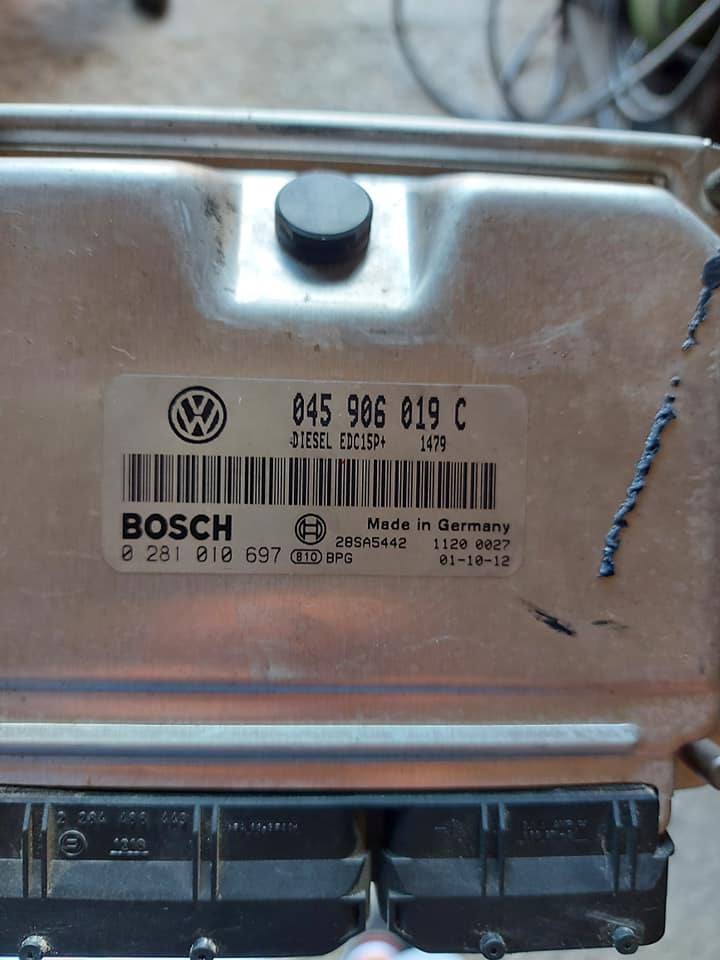 045 906 019 C
DIESEL EDC15P+ 1479
BOSCH
Made in Germany
28SA5442 1120 0027
0 281 010 697 810 BPG 01-10-12
1318